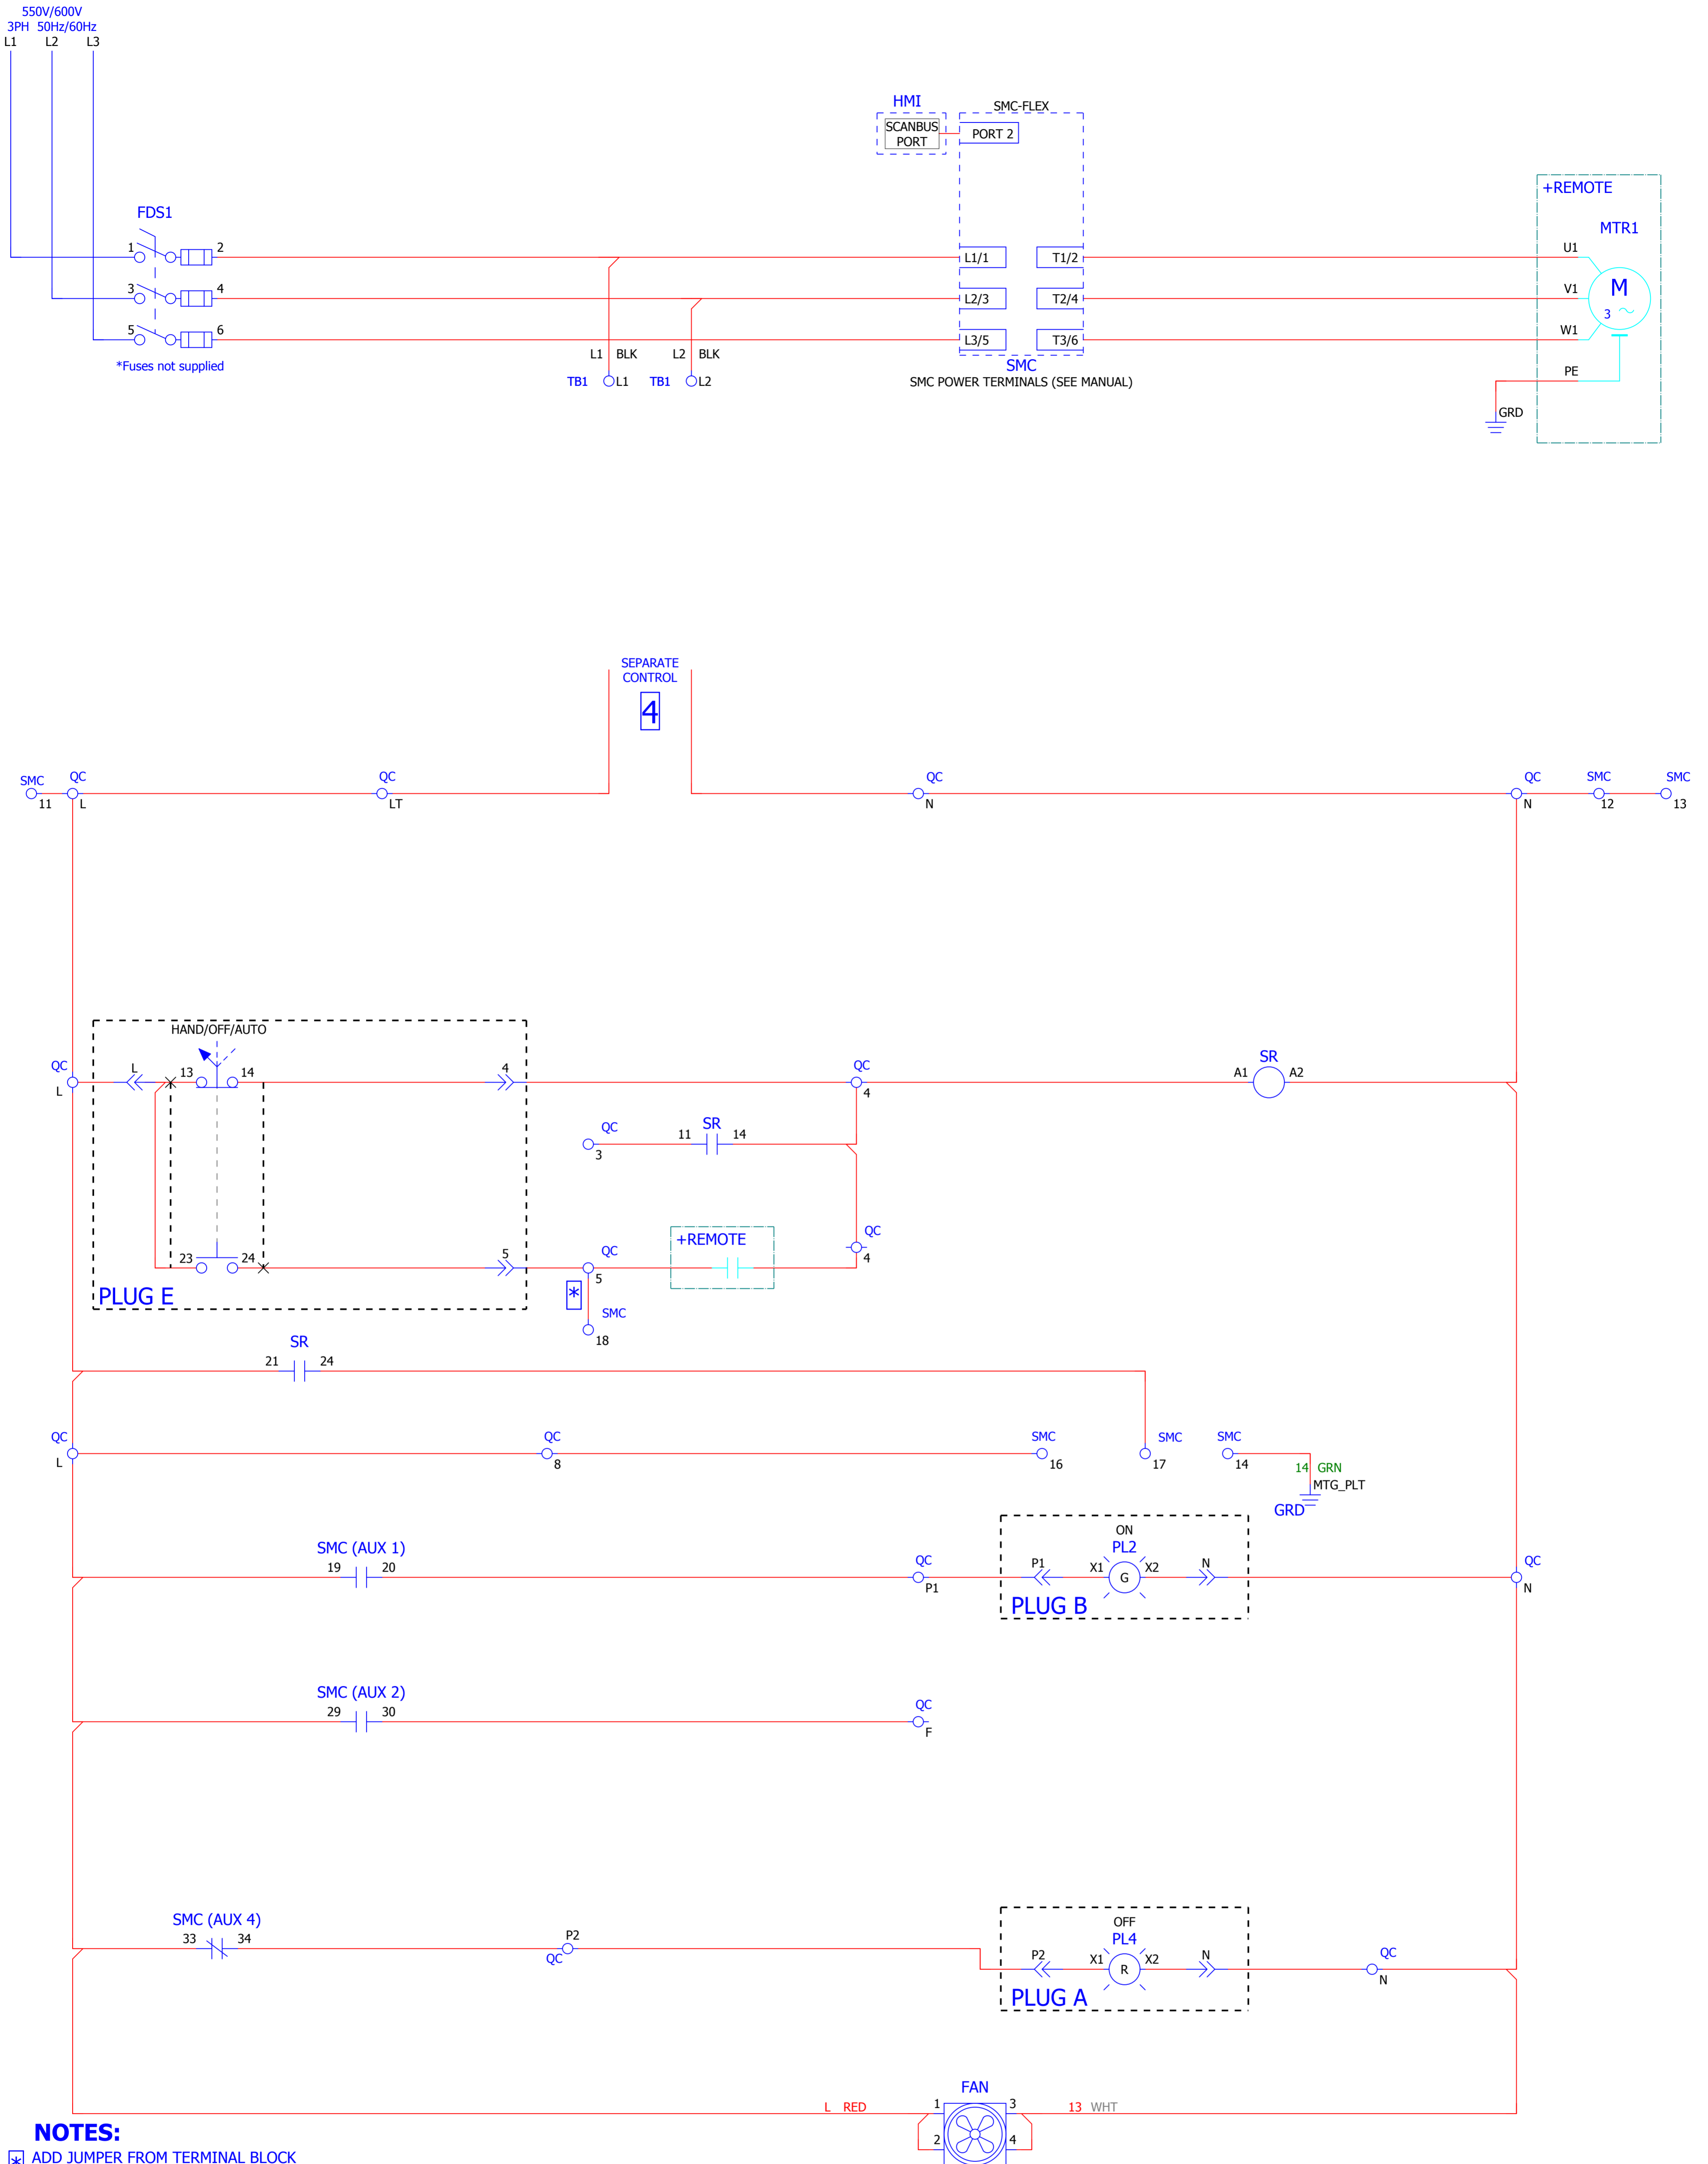 550V/600V
3PH 50Hz/60Hz
L1 L2 L3
HMI
SCANBUS
PORT
SMC-FLEX
PORT 2
+REMOTE
MTR1
FDS1
1 2
L1/1 T1/2
U1
3 4
L2/3 T2/4
V1
M
3
5 6
L3/5 T3/6
W1
*Fuses not supplied
L1 BLK L2 BLK
TB1 L1 TB1 L2
SMC
SMC POWER TERMINALS (SEE MANUAL)
PE
GRD
SEPARATE
CONTROL
4
SMC QC QC QC QC SMC SMC
11 L LT N N 12 13
HAND/OFF/AUTO
QC L 13 14 4 QC A1 SR A2
L 4
QC 11 SR 14
3
+REMOTE QC
4
23 24 5 QC
5
PLUG E
*
SMC
18
SR
21 24
QC QC SMC SMC SMC
L 8 16 17 14
14 GRN
MTG_PLT
GRD
SMC (AUX 1)
19 20
QC
P1
ON
PL2
P1 X1 G X2 N
PLUG B
QC
N
SMC (AUX 2)
29 30
QC
F
SMC (AUX 4)
33 34
P2
QC
OFF
PL4
P2 X1 R X2 N
PLUG A
QC
N
FAN
L RED 1 3 13 WHT
2 4
NOTES:
* ADD JUMPER FROM TERMINAL BLOCK